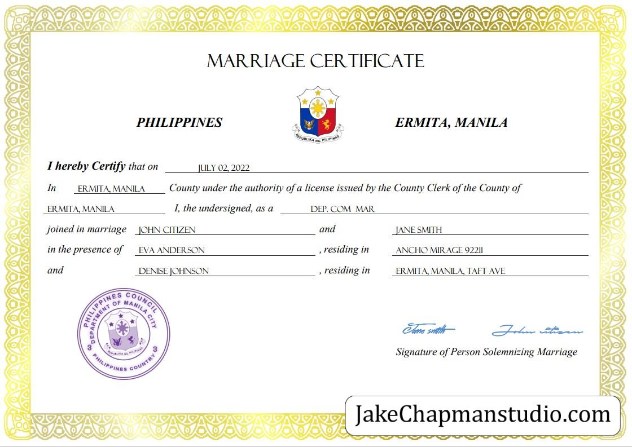 MARRIAGE CERTIFICATE
PHILIPPINES ERMITA, MANILA
I hereby Certify that on JULY 02, 2022
In ERMITA, MANILA County under the authority of a license issued by the County Clerk of the County of
ERMITA, MANILA I, the undersigned, as a DEP. COM MAR
joined in marriage JOHN CITIZEN and JANE SMITH
in the presence of EVA ANDERSON , residing in ANCHO MIRAGE 92211
and DENISE JOHNSON , residing in ERMITA, MANILA, TAFT AVE
PHILIPPINES COUNCIL
DEPARTMENT OF MANILA CITY
PHILIPPINES COUNTRY
John citizen
Signature of Person Solemnizing Marriage
JakeChapmanstudio.com